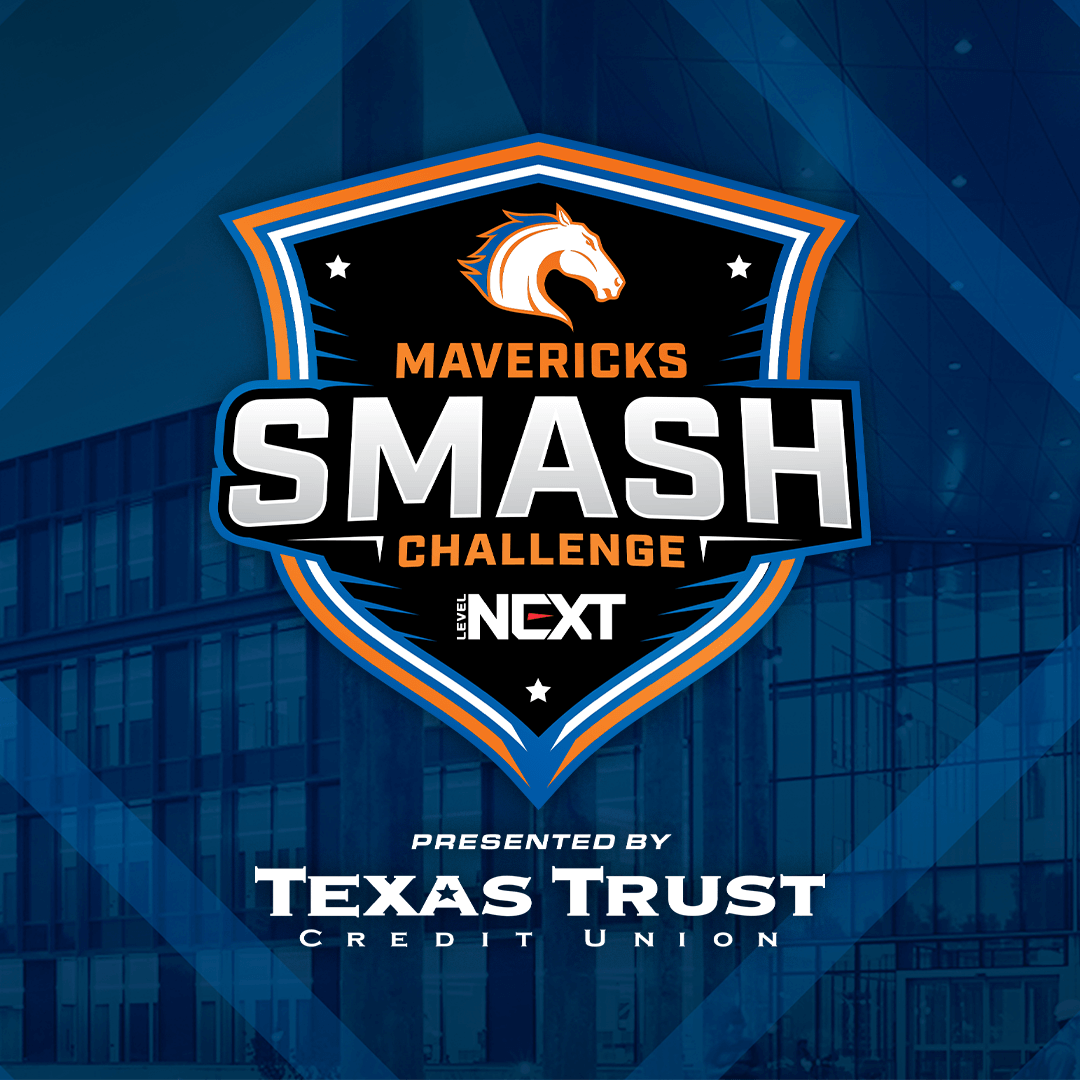 MAVERICKS
SMASH
CHALLENGE
LEVEL NEXT
PRESENTED BY
TEXAS TRUST
CREDIT UNION